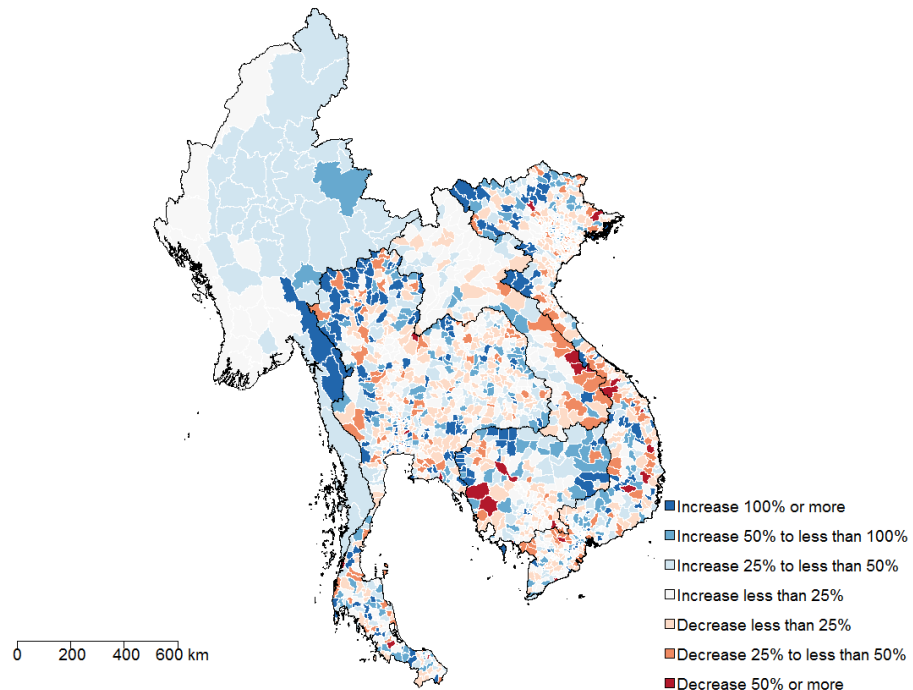 Increase 100% or more
Increase 50% to less than 100%
Increase 25% to less than 50%
Increase less than 25%
Decrease less than 25%
Decrease 25% to less than 50%
Decrease 50% or more
0 200 400 600 km